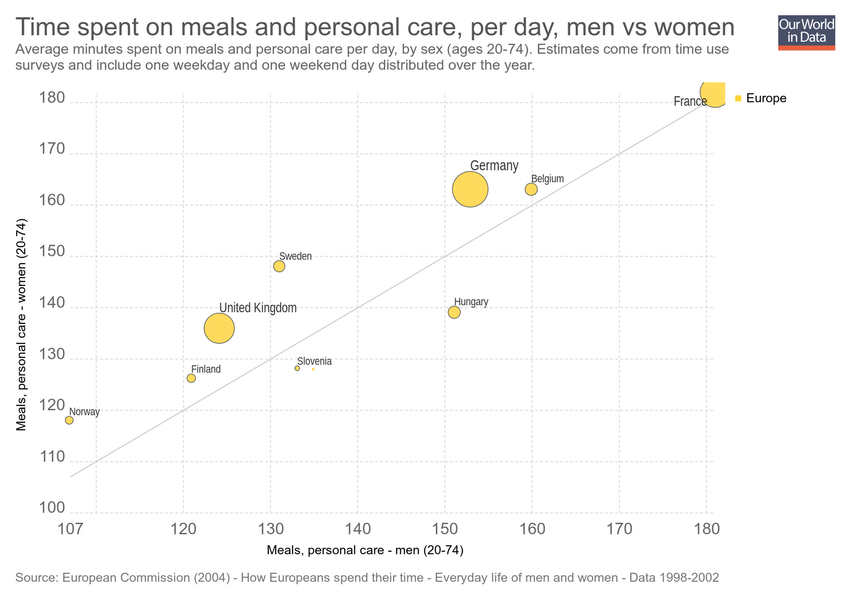 Time spent on meals and personal care, per day, men vs women
Average minutes spent on meals and personal care per day, by sex (ages 20-74). Estimates come from time use
surveys and include one weekday and one weekend day distributed over the year.
Our World
in Data
180
170
160
150
140
130
120
110
100
Meals, personal care - women (20-74)
France
Europe
Germany
Belgium
Sweden
United Kingdom
Hungary
Slovenia
Finland
Norway
107
120
130
140
150
160
170
180
Meals, personal care - men (20-74)
Source: European Commission (2004) - How Europeans spend their time - Everyday life of men and women - Data 1998-2002